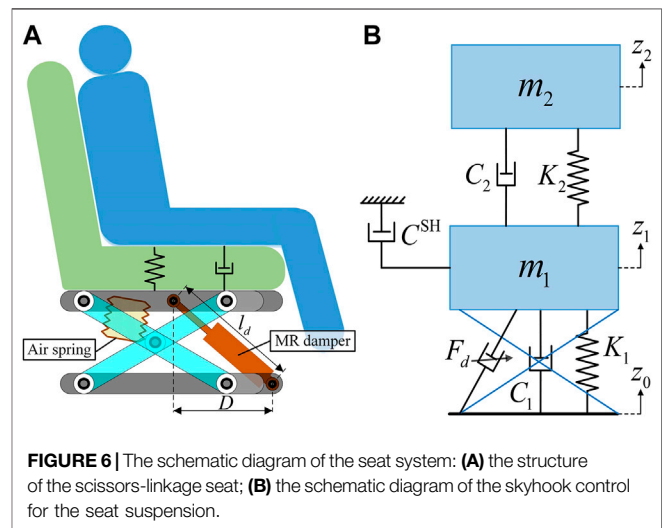 A
B
Air spring
l_d
MR damper
D
z_2
m_2
C_2
K_2
C^SH
z_1
m_1
F_d
K_1
C_1
z_0
FIGURE 6 | The schematic diagram of the seat system: (A) the structure
of the scissors-linkage seat; (B) the schematic diagram of the skyhook control
for the seat suspension.